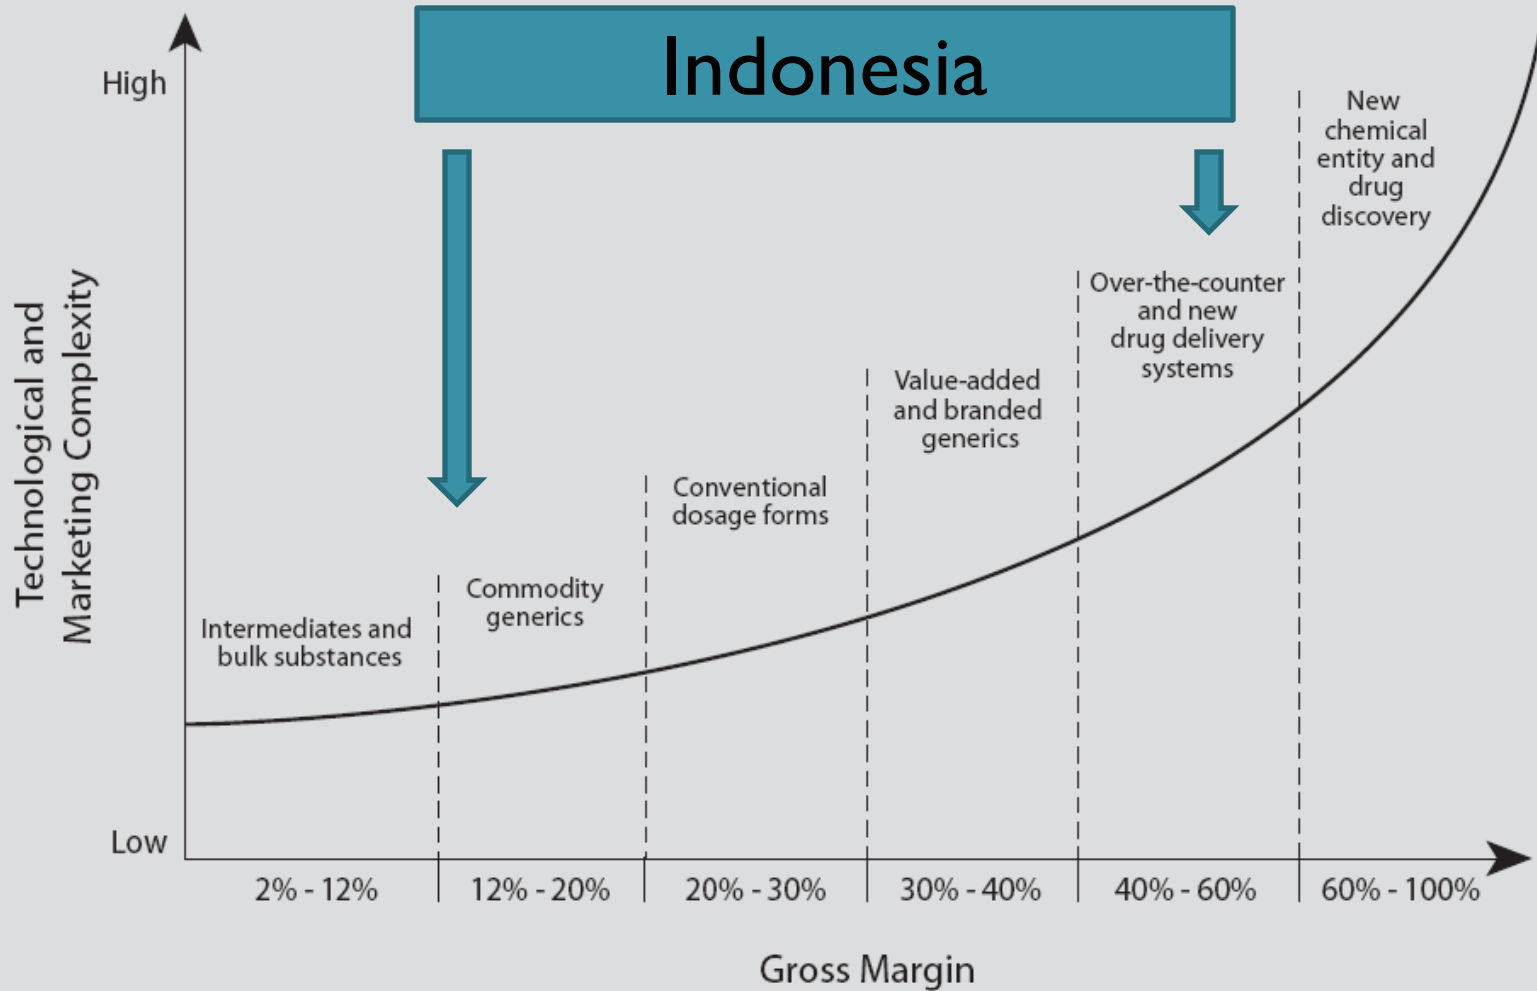 Indonesia
High
New
chemical
entity and
drug
discovery
Over-the-counter
and new
drug delivery
systems
Value-added
and branded
generics
Conventional
dosage forms
Commodity
generics
Intermediates and
bulk substances
Technological and
Marketing Complexity
Low
2% - 12%
12% - 20%
20% - 30%
30% - 40%
40% - 60%
60% - 100%
Gross Margin